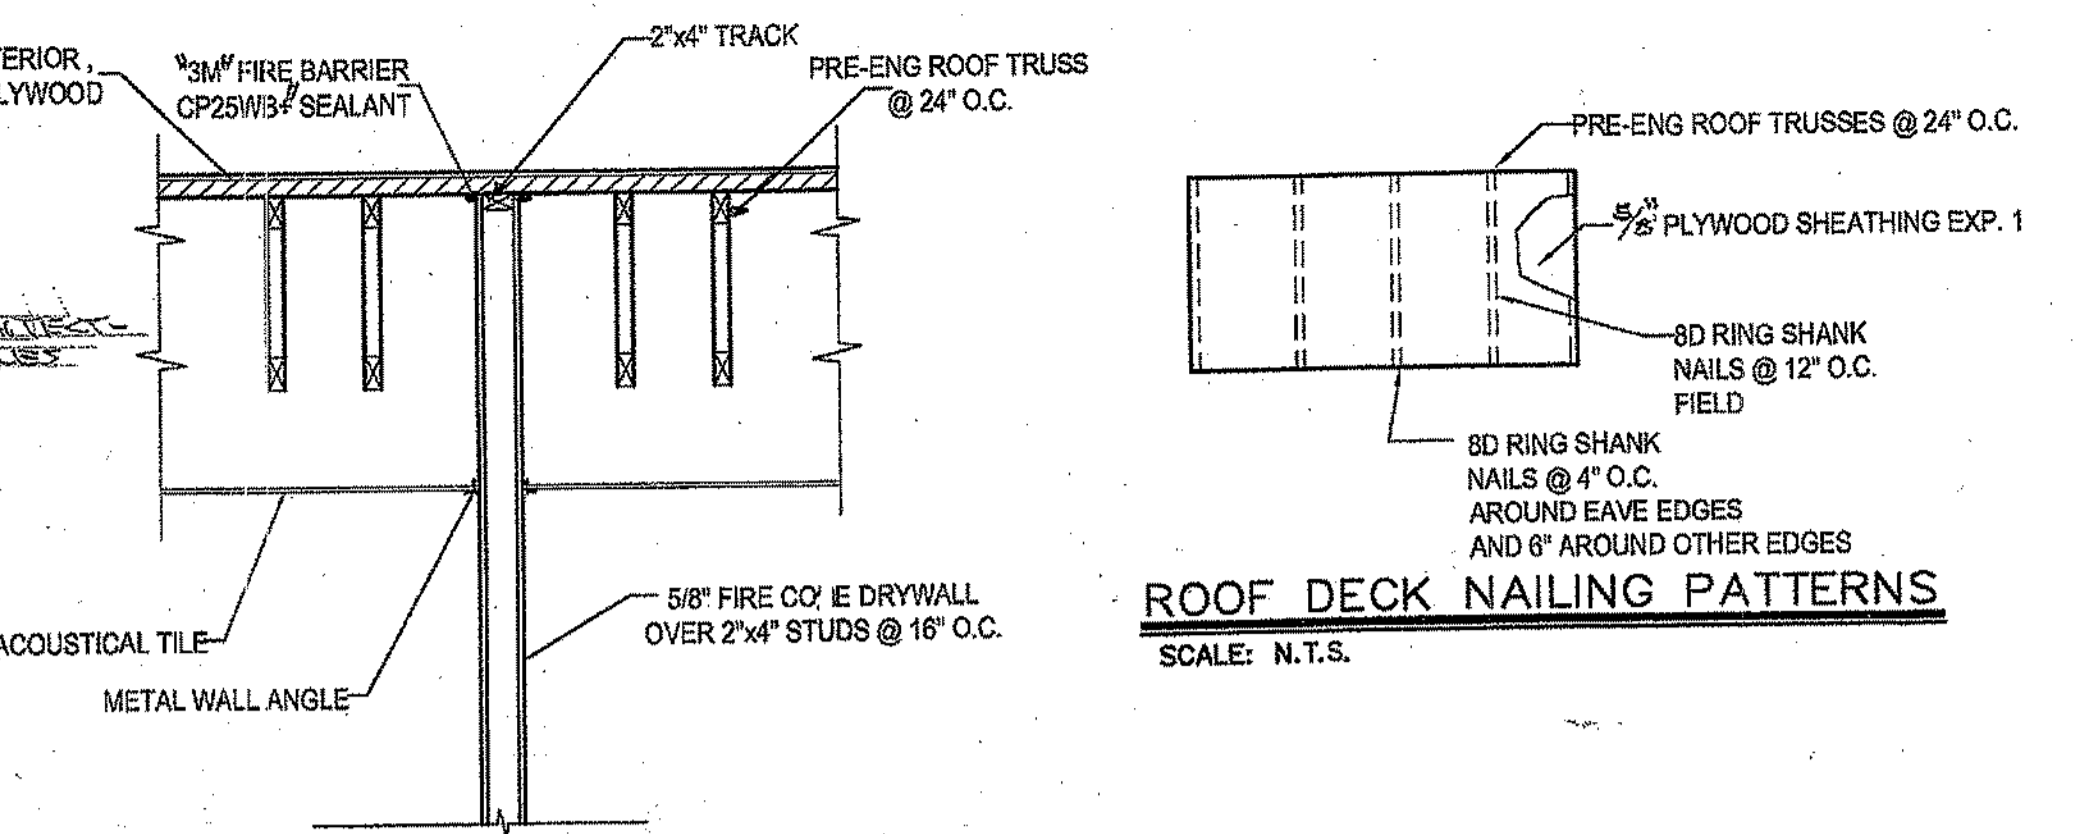 TERIOR,
LYWOOD
"3M" FIRE BARRIER
CP25WB+" SEALANT
2"x4" TRACK
PRE-ENG ROOF TRUSS
@ 24" O.C.
ACOUSTICAL TILE
METAL WALL ANGLE
5/8" FIRE CO DRYWALL
OVER 2"x4" STUDS @ 16" O.C.
PRE-ENG ROOF TRUSSES @ 24" O.C.
5/8" PLYWOOD SHEATHING EXP. 1
8D RING SHANK
NAILS @ 12" O.C.
FIELD
8D RING SHANK
NAILS @ 4" O.C.
AROUND EAVE EDGES
AND 6" AROUND OTHER EDGES
ROOF DECK NAILING PATTERNS
SCALE: N.T.S.